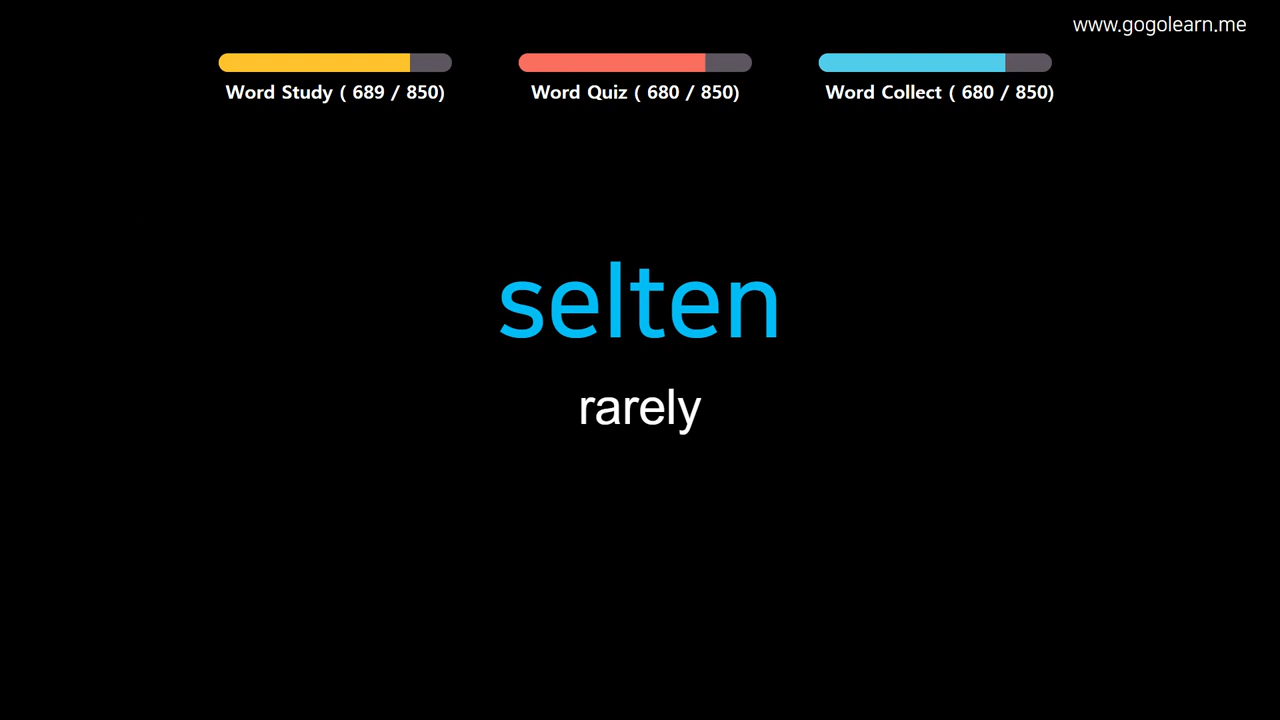 www.gogolearn.me
Word Study ( 689 / 850)
Word Quiz ( 680 / 850)
Word Collect ( 680 / 850)
selten
rarely